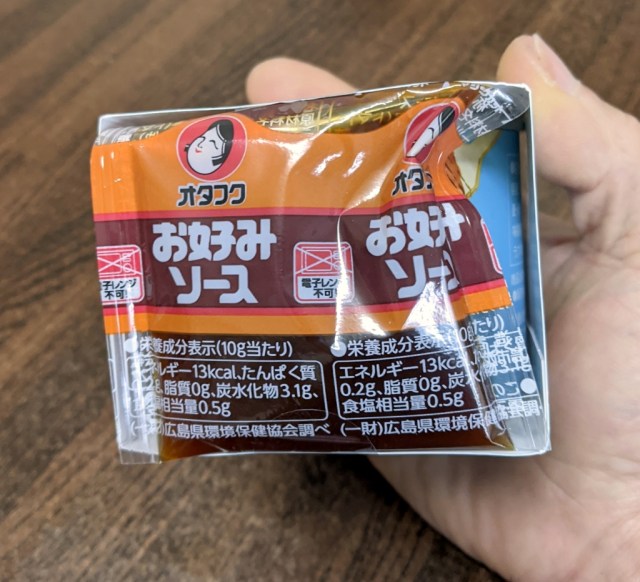 オタフク
オタフ
お好み
ソース
お好み
ソース
電子レンジ
不可
電子レンジ
不可
●栄養成分表示(10g当たり)
エネルギー13kcal、たんぱく質
脂質0g、炭水化物3.1g、
相当量0.5g
(一財)広島県環境保健協会調べ
●栄養成分表示
エネルギー13kcal
0.2g、脂質0g、炭水
食塩相当量0.5g
(一財)広島県環境保健